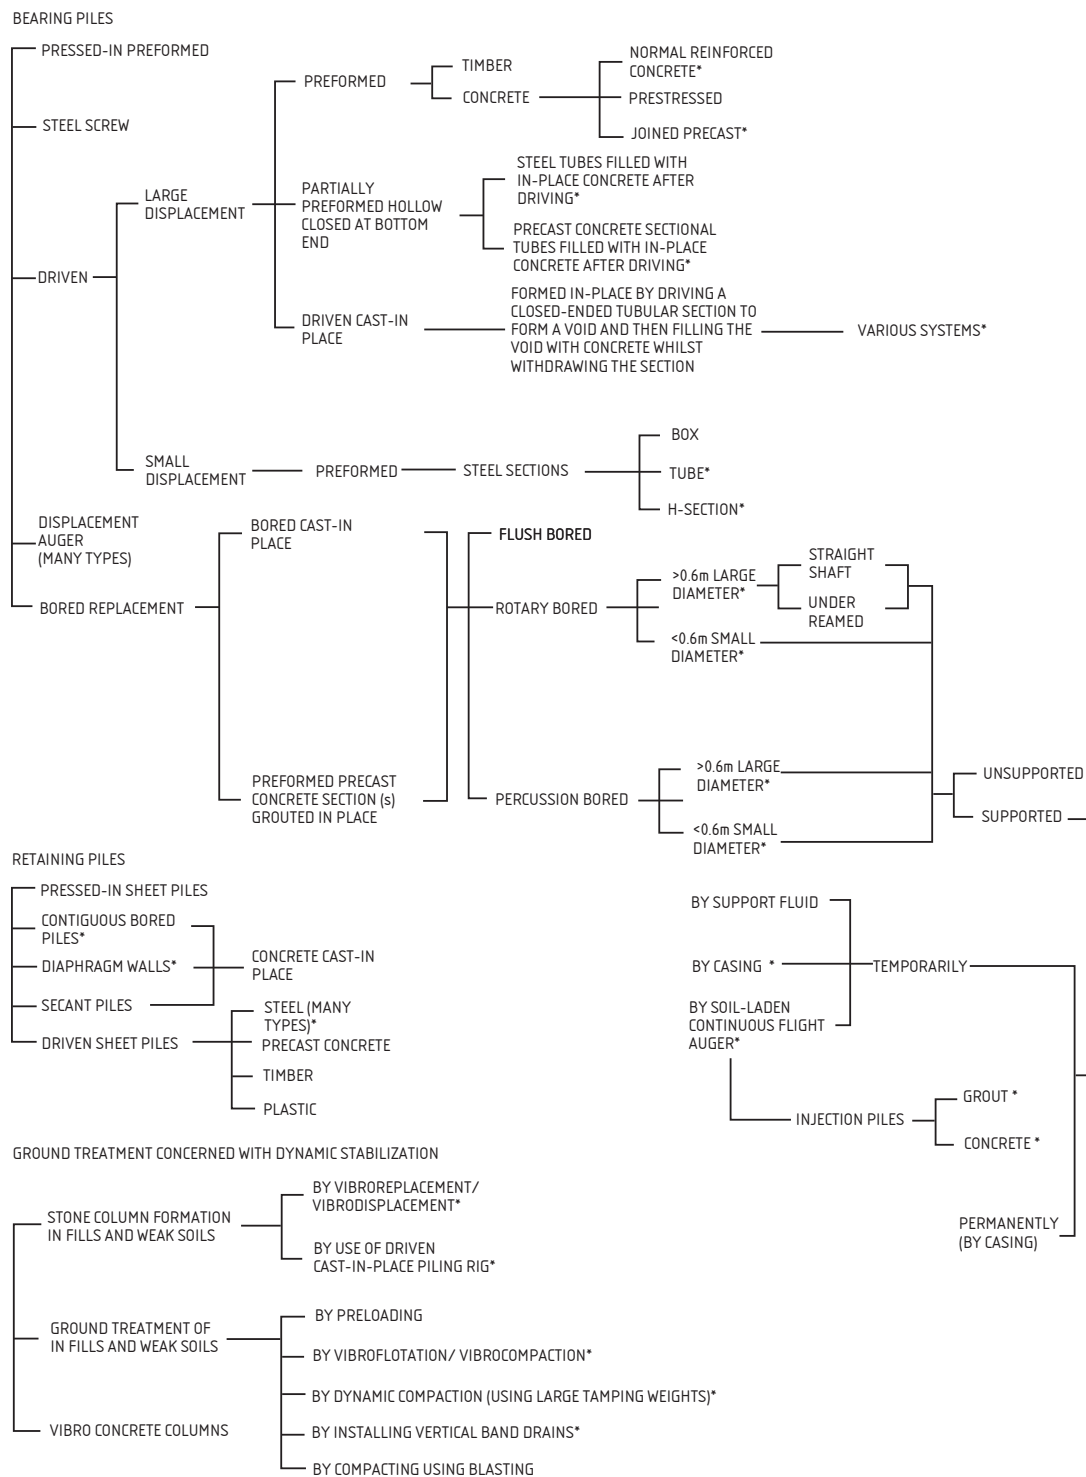 BEARING PILES
PRESSED-IN PREFORMED
STEEL SCREW
DRIVEN
LARGE
DISPLACEMENT
PREFORMED
TIMBER
CONCRETE
NORMAL REINFORCED
CONCRETE*
PRESTRESSED
JOINED PRECAST*
PARTIALLY
PREFORMED HOLLOW
CLOSED AT BOTTOM
END
STEEL TUBES FILLED WITH
IN-PLACE CONCRETE AFTER
DRIVING*
PRECAST CONCRETE SECTIONAL
TUBES FILLED WITH IN-PLACE
CONCRETE AFTER DRIVING*
DRIVEN CAST-IN
PLACE
FORMED IN-PLACE BY DRIVING A
CLOSED-ENDED TUBULAR SECTION TO
FORM A VOID AND THEN FILLING THE
VOID WITH CONCRETE WHILST
WITHDRAWING THE SECTION
VARIOUS SYSTEMS*
SMALL
DISPLACEMENT
PREFORMED
STEEL SECTIONS
BOX
TUBE*
H-SECTION*
DISPLACEMENT
AUGER
(MANY TYPES)
BORED REPLACEMENT
BORED CAST-IN
PLACE
PREFORMED PRECAST
CONCRETE SECTION (s)
GROUTED IN PLACE
FLUSH BORED
ROTARY BORED
>0.6m LARGE
DIAMETER*
STRAIGHT
SHAFT
UNDER
REAMED
<0.6m SMALL
DIAMETER*
PERCUSSION BORED
>0.6m LARGE
DIAMETER*
<0.6m SMALL
DIAMETER*
UNSUPPORTED
SUPPORTED
RETAINING PILES
PRESSED-IN SHEET PILES
CONTIGUOUS BORED
PILES*
DIAPHRAGM WALLS*
SECANT PILES
CONCRETE CAST-IN
PLACE
DRIVEN SHEET PILES
STEEL (MANY
TYPES)*
PRECAST CONCRETE
TIMBER
PLASTIC
BY SUPPORT FLUID
BY CASING *
BY SOIL-LADEN
CONTINUOUS FLIGHT
AUGER*
TEMPORARILY
INJECTION PILES
GROUT *
CONCRETE *
PERMANENTLY
(BY CASING)
GROUND TREATMENT CONCERNED WITH DYNAMIC STABILIZATION
STONE COLUMN FORMATION
IN FILLS AND WEAK SOILS
BY VIBROREPLACEMENT/
VIBRODISPLACEMENT*
BY USE OF DRIVEN
CAST-IN-PLACE PILING RIG*
GROUND TREATMENT OF
IN FILLS AND WEAK SOILS
BY PRELOADING
BY VIBROFLOTATION/ VIBROCOMPACTION*
BY DYNAMIC COMPACTION (USING LARGE TAMPING WEIGHTS)*
BY INSTALLING VERTICAL BAND DRAINS*
BY COMPACTING USING BLASTING
VIBRO CONCRETE COLUMNS